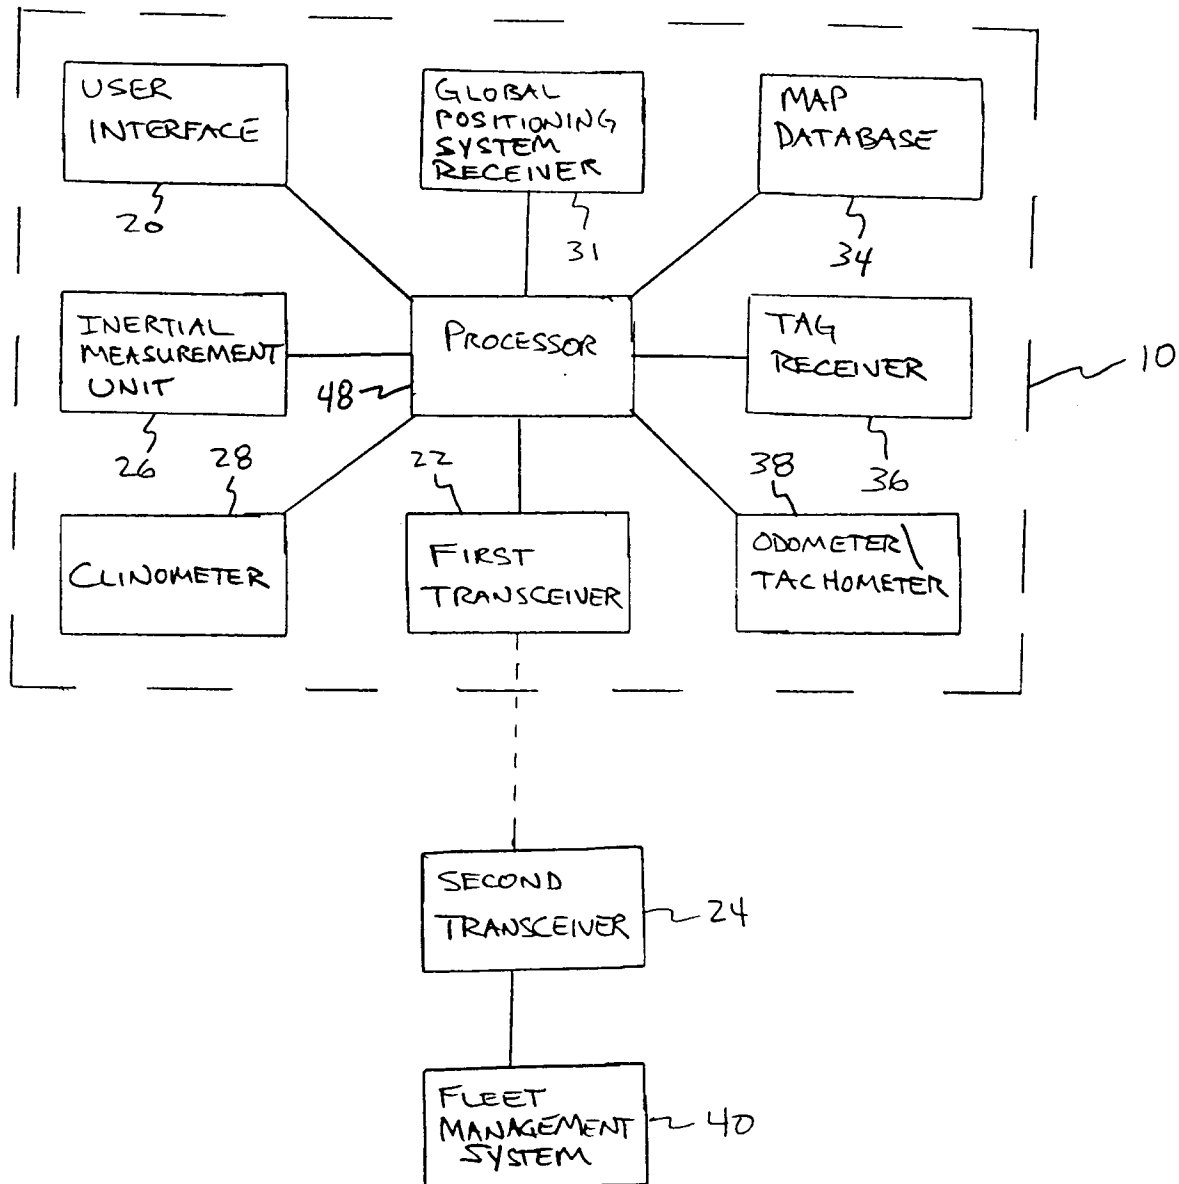 USER
INTERFACE
20
GLOBAL
POSITIONING
SYSTEM
RECEIVER
31
MAP
DATABASE
34
INERTIAL
MEASUREMENT
UNIT
26
PROCESSOR
48
TAG
RECEIVER
36
10
28
CLINOMETER
22
FIRST
TRANSCEIVER
38
ODOMETER\
TACHOMETER
SECOND
TRANSCEIVER
24
FLEET
MANAGEMENT
SYSTEM
40